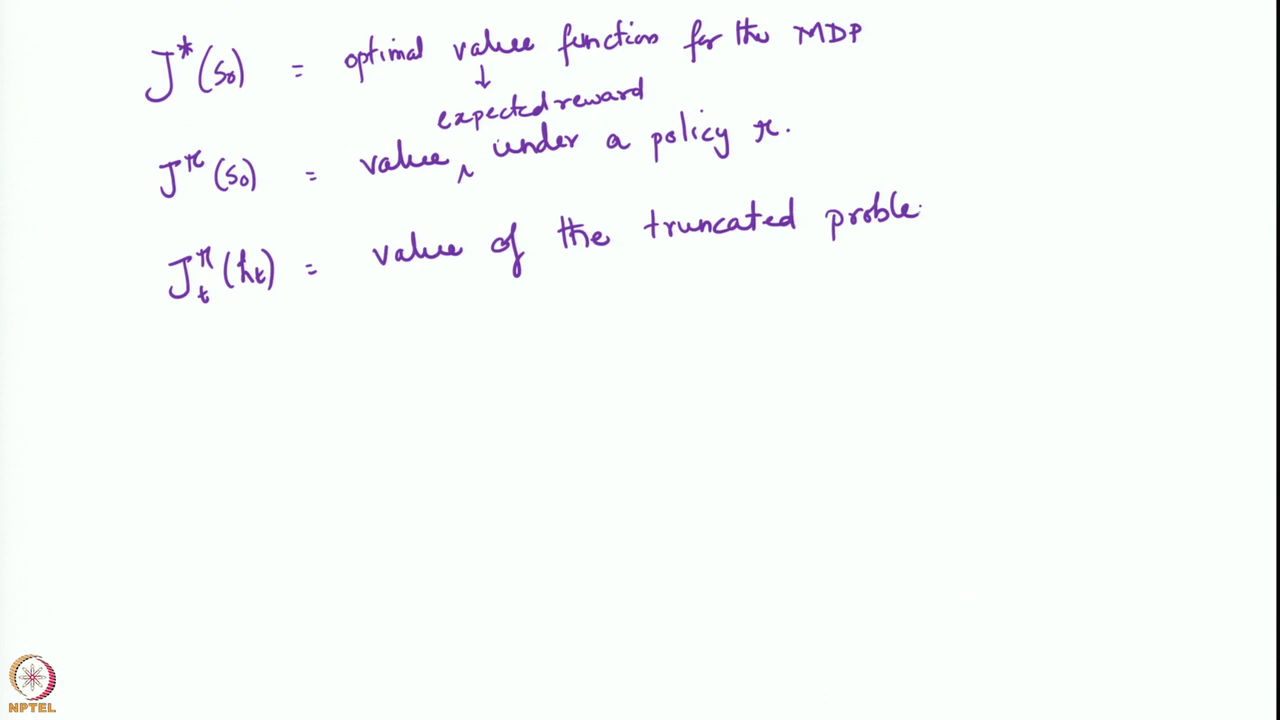 J*(s₀) = optimal value function for the MDP
↓
expected reward
J^π(s₀) = value, under a policy π.
J_t^π(h_t) = value of the truncated proble
NPTEL